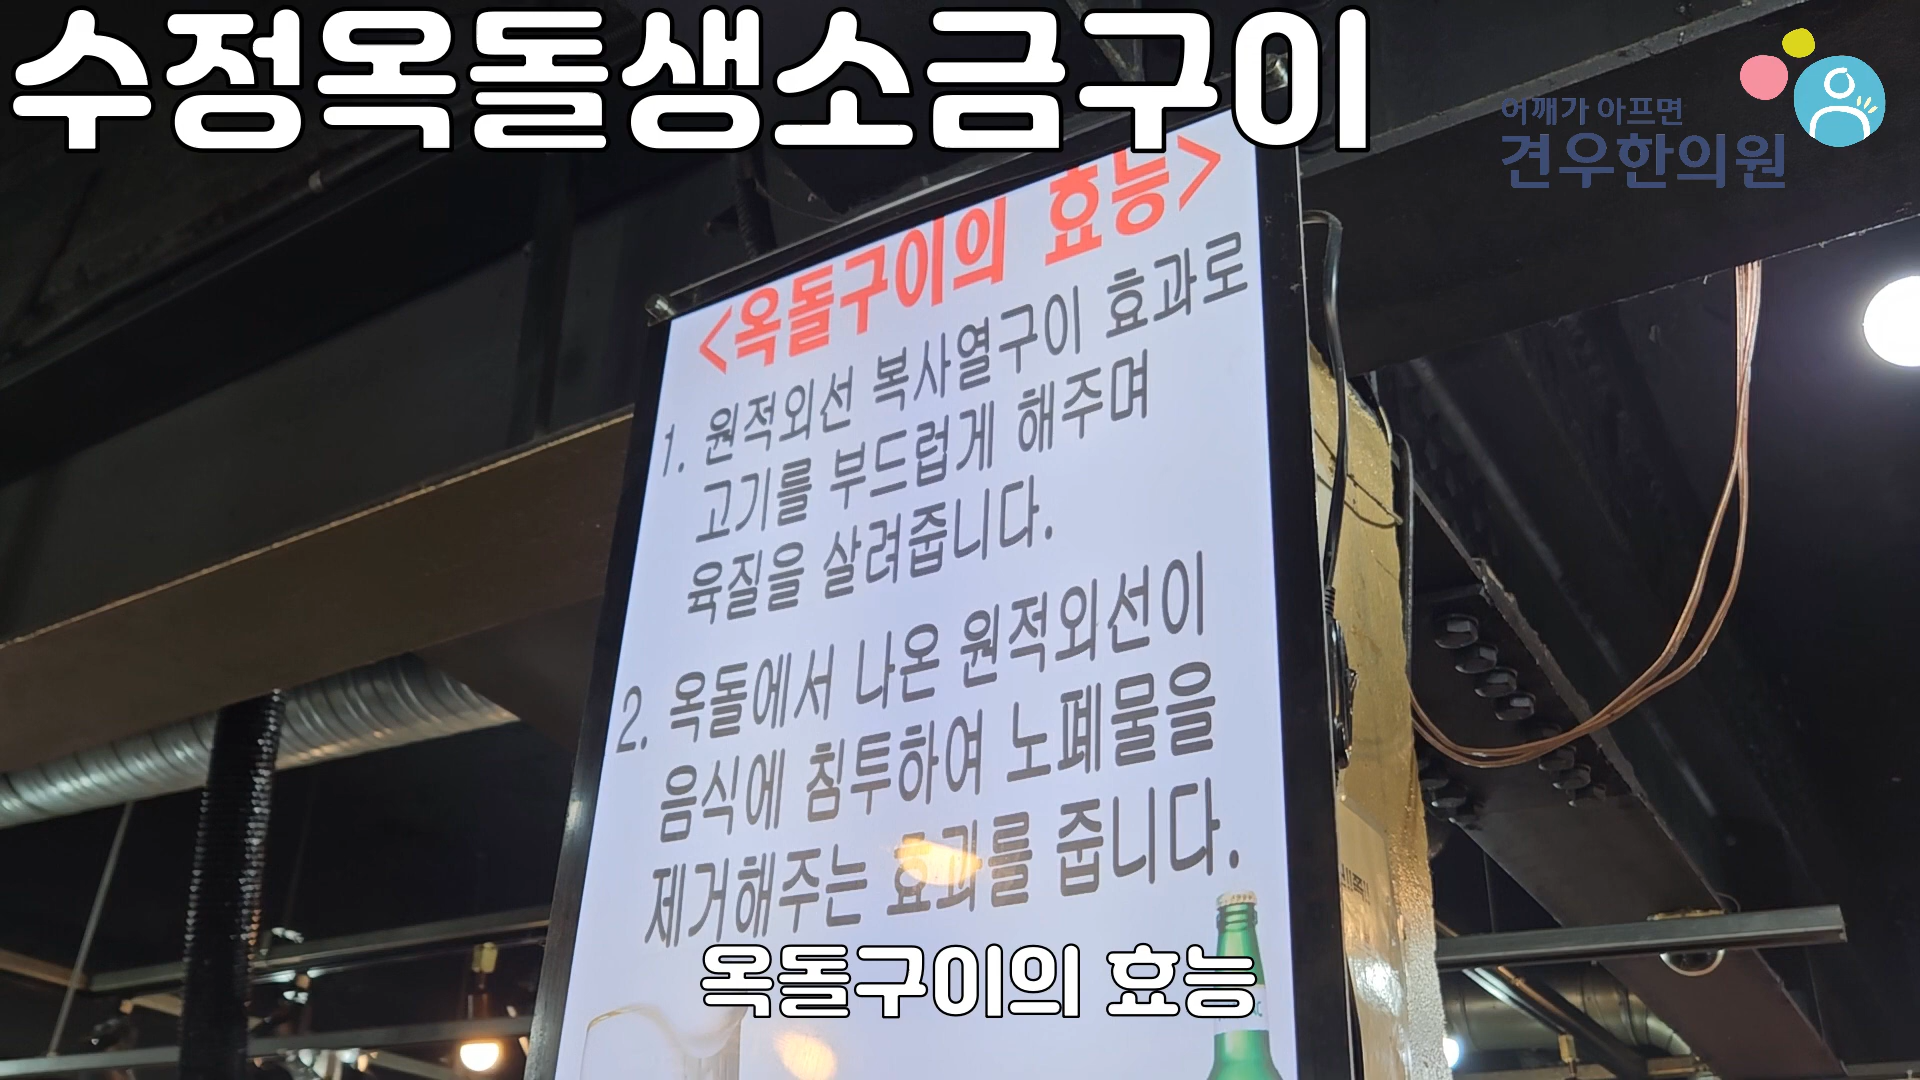 수정옥돌생소금구이
어깨가 아프면
견우한의원
<옥돌구이의 효능>
1. 원적외선 복사열구이 효과로
고기를 부드럽게 해주며
육질을 살려줍니다.
2. 옥돌에서 나온 원적외선이
음식에 침투하여 노폐물을
제거해주는 효과를 줍니다.
옥돌구이의 효능